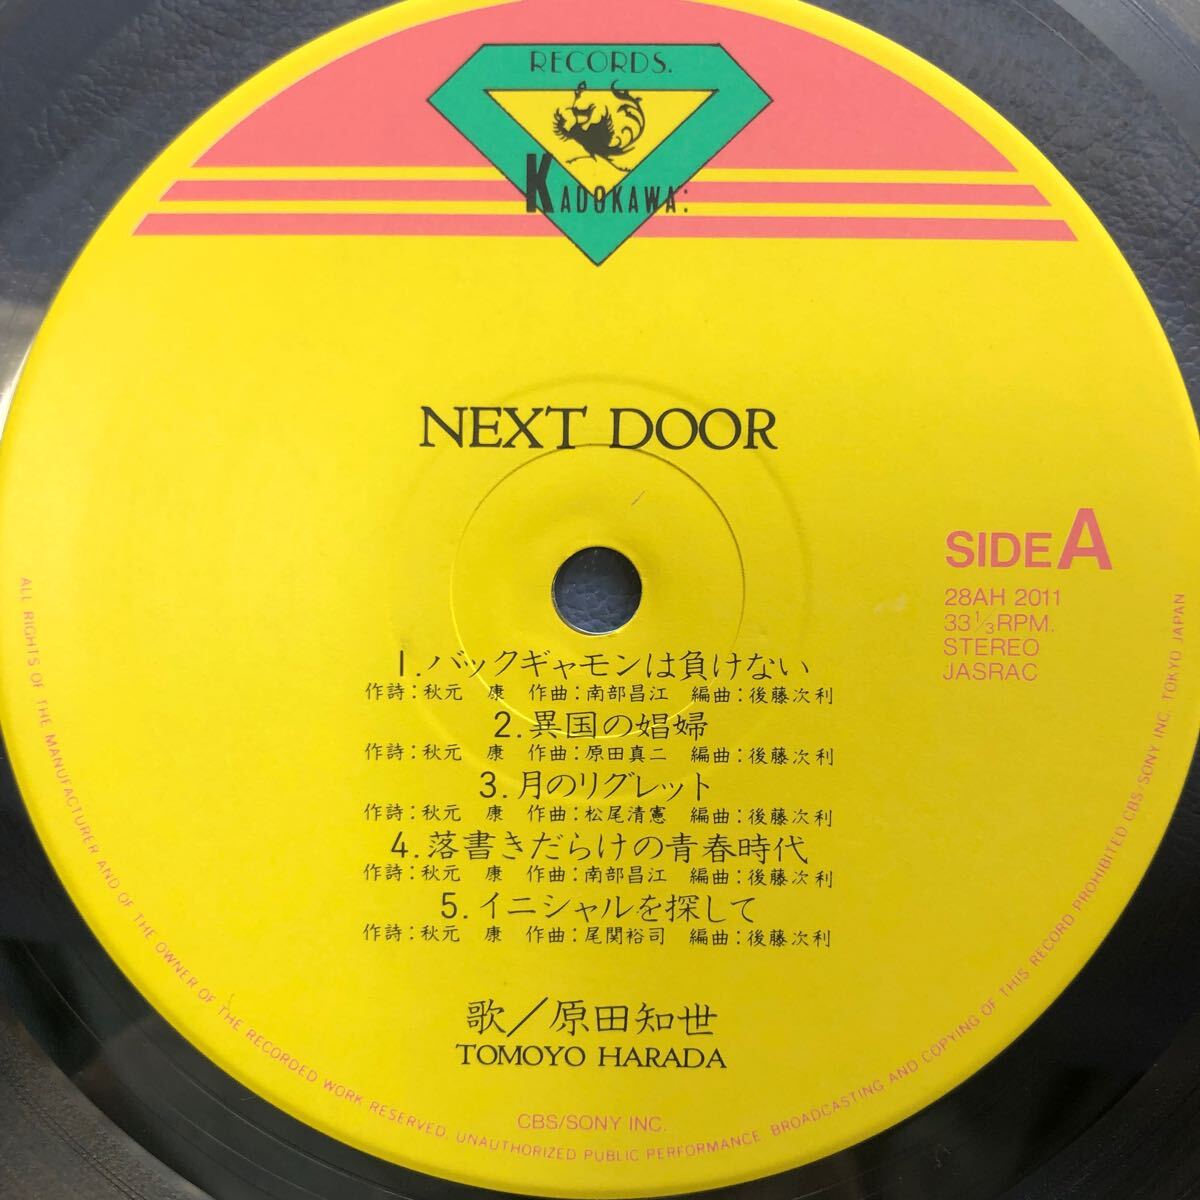 RECORDS.
KADOKAWA:
NEXT DOOR
SIDE A
28AH 2011
33 1/3 RPM.
STEREO
JASRAC
1. バックギャモンは負けない
作詩：秋元 康 作曲：南部昌江 編曲：後藤次利
2. 異国の娼婦
作詩：秋元 康 作曲：原田真二 編曲：後藤次利
3. 月のリグレット
作詩：秋元 康 作曲：松尾清憲 編曲：後藤次利
4. 落書きだらけの青春時代
作詩：秋元 康 作曲：南部昌江 編曲：後藤次利
5. イニシャルを探して
作詩：秋元 康 作曲：尾関裕司 編曲：後藤次利
歌／原田知世
TOMOYO HARADA
CBS/SONY INC.
ALL RIGHTS OF THE MANUFACTURER AND OF THE OWNER OF THE RECORDED WORK RESERVED. UNAUTHORIZED PUBLIC PERFORMANCE BROADCASTING AND COPYING OF THIS RECORD PROHIBITED CBS/SONY INC. TOKYO JAPAN